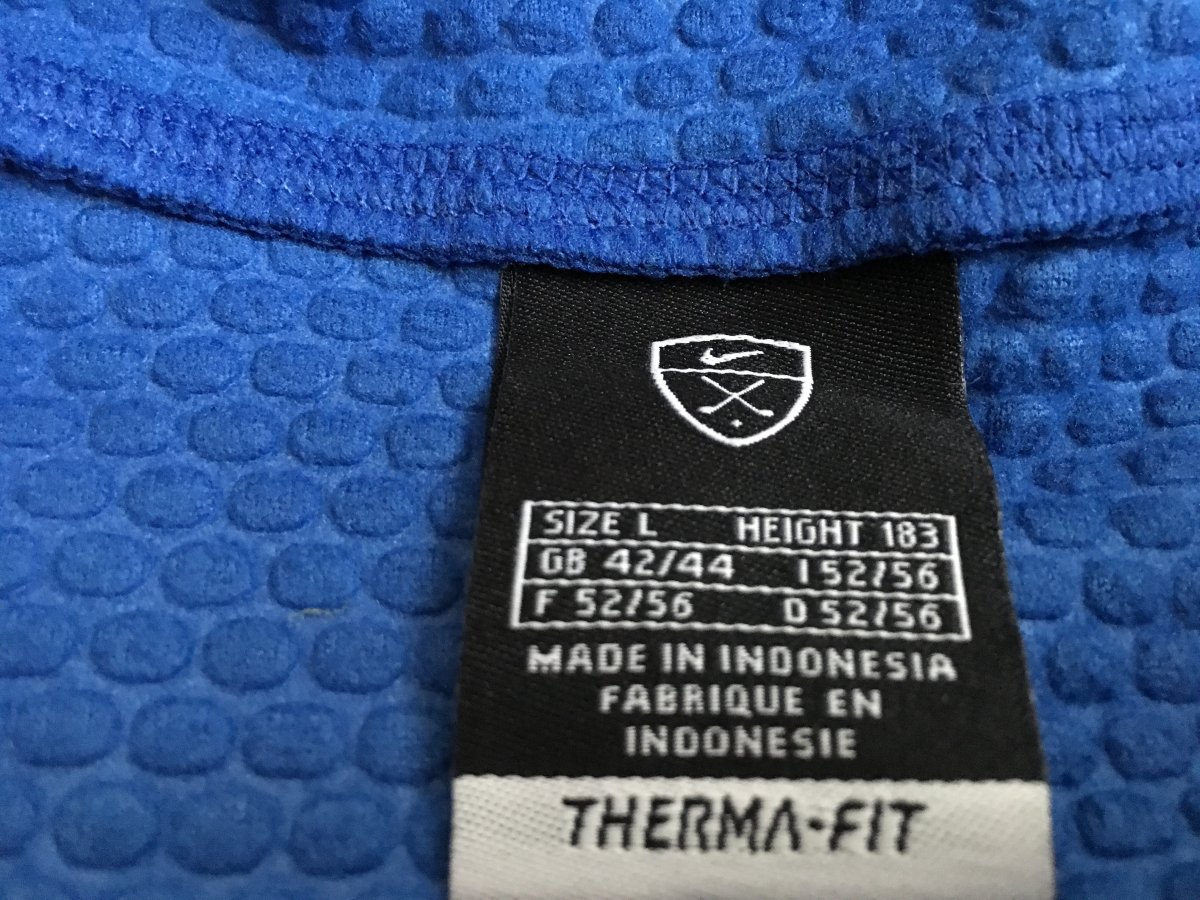 SIZE L HEIGHT 183
GB 42/44 I 52/56
F 52/56 D 52/56
MADE IN INDONESIA
FABRIQUE EN
INDONESIE
THERMA-FIT